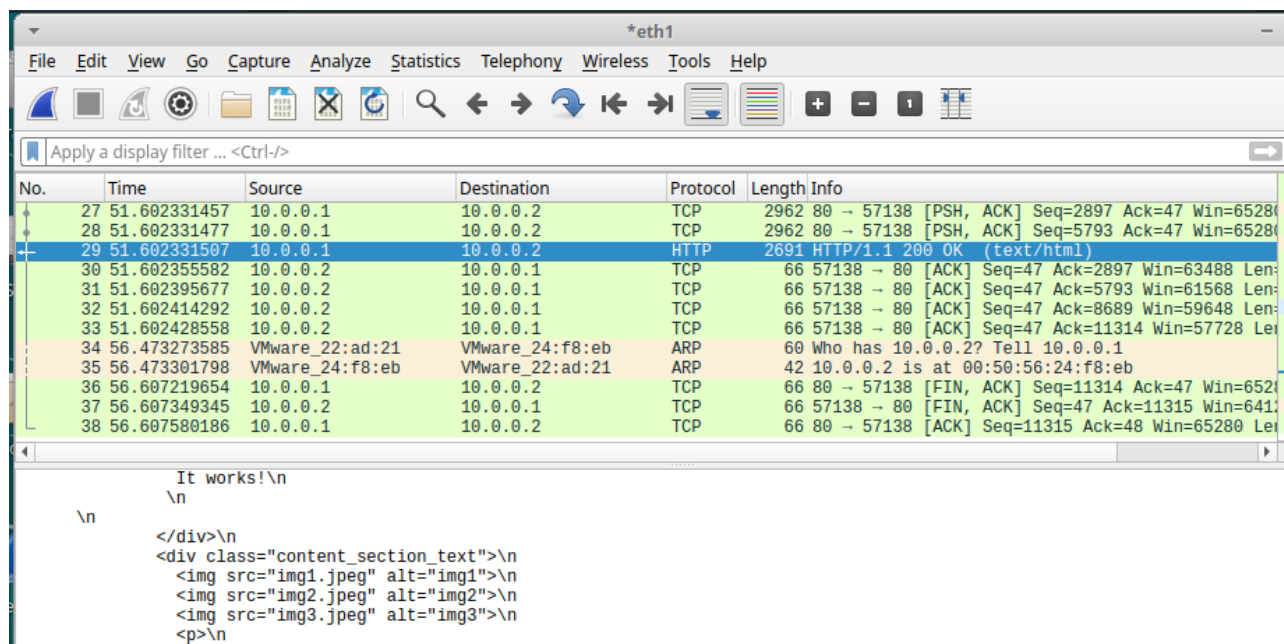 *eth1
File Edit View Go Capture Analyze Statistics Telephony Wireless Tools Help
Apply a display filter ... <Ctrl-/>
No. Time Source Destination Protocol Length Info
27 51.602331457 10.0.0.1 10.0.0.2 TCP 2962 80 → 57138 [PSH, ACK] Seq=2897 Ack=47 Win=65280
28 51.602331477 10.0.0.1 10.0.0.2 TCP 2962 80 → 57138 [PSH, ACK] Seq=5793 Ack=47 Win=65280
29 51.602331507 10.0.0.1 10.0.0.2 HTTP 2691 HTTP/1.1 200 OK (text/html)
30 51.602355582 10.0.0.2 10.0.0.1 TCP 66 57138 → 80 [ACK] Seq=47 Ack=2897 Win=63488 Len=
31 51.602395677 10.0.0.2 10.0.0.1 TCP 66 57138 → 80 [ACK] Seq=47 Ack=5793 Win=61568 Len=
32 51.602414292 10.0.0.2 10.0.0.1 TCP 66 57138 → 80 [ACK] Seq=47 Ack=8689 Win=59648 Len=
33 51.602428558 10.0.0.2 10.0.0.1 TCP 66 57138 → 80 [ACK] Seq=47 Ack=11314 Win=57728 Len
34 56.473273585 VMware_22:ad:21 VMware_24:f8:eb ARP 60 Who has 10.0.0.2? Tell 10.0.0.1
35 56.473301798 VMware_24:f8:eb VMware_22:ad:21 ARP 42 10.0.0.2 is at 00:50:56:24:f8:eb
36 56.607219654 10.0.0.1 10.0.0.2 TCP 66 80 → 57138 [FIN, ACK] Seq=11314 Ack=47 Win=6528
37 56.607349345 10.0.0.2 10.0.0.1 TCP 66 57138 → 80 [FIN, ACK] Seq=47 Ack=11315 Win=641
38 56.607580186 10.0.0.1 10.0.0.2 TCP 66 80 → 57138 [ACK] Seq=11315 Ack=48 Win=65280 Len
It works!\n
\n
\n
</div>\n
<div class="content_section_text">\n
<img src="img1.jpeg" alt="img1">\n
<img src="img2.jpeg" alt="img2">\n
<img src="img3.jpeg" alt="img3">\n
<p>\n